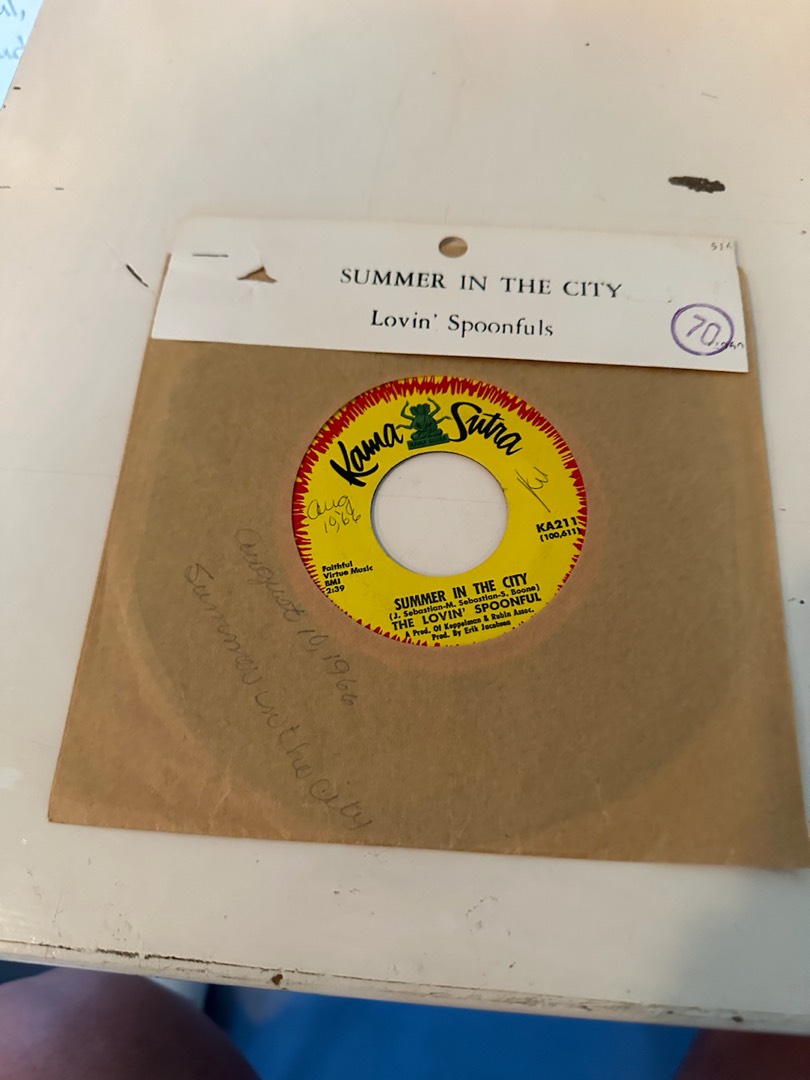 SUMMER IN THE CITY
Lovin' Spoonfuls
70
Kama Sutra
Aug
10,66
KA211
(100,611)
Faithful
Virtue Music
BMI
2:39
SUMMER IN THE CITY
(J. Sebastian-M. Sebastian-S. Boone)
THE LOVIN' SPOONFUL
A Prod. Of Koppelman & Rubin Assoc.
Prod. By Erik Jacobsen
August 10, 1966
Summer in the City